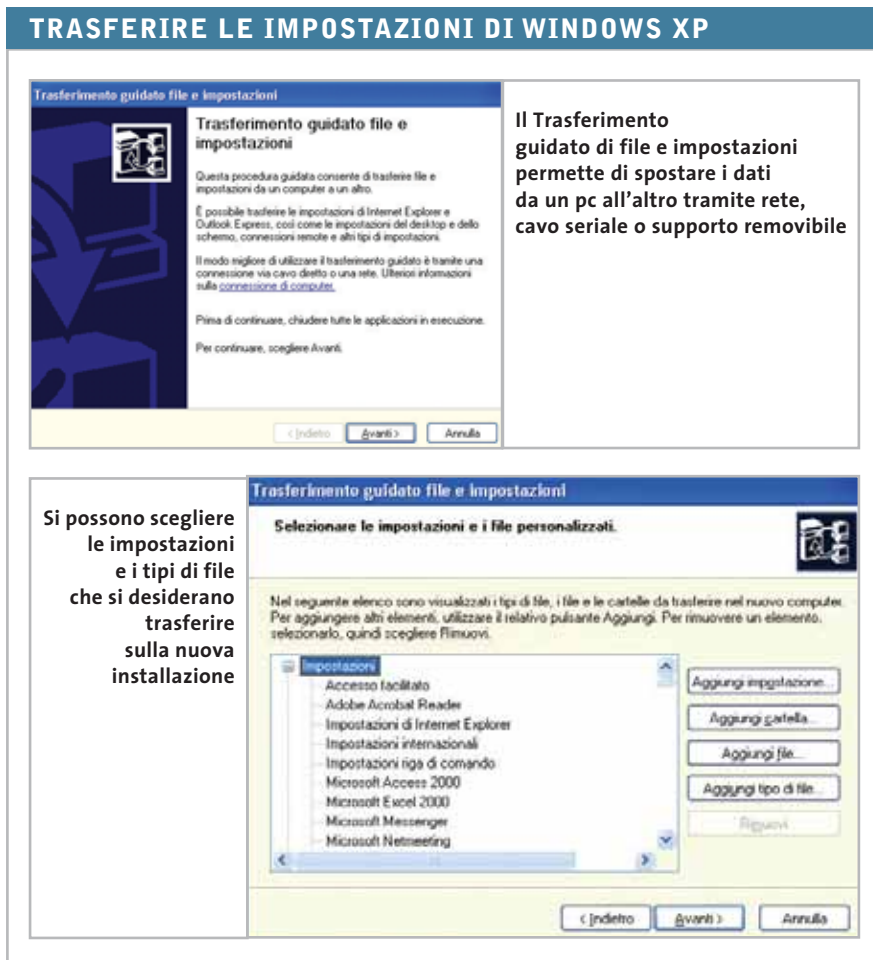 TRASFERIRE LE IMPOSTAZIONI DI WINDOWS XP
Trasferimento guidato file e impostazioni
Trasferimento guidato file e
impostazioni
Questa procedura guidata consente di trasferire file e
impostazioni da un computer a un altro.
È possibile trasferire le impostazioni di Internet Explorer e
Outlook Express, così come le impostazioni del desktop e dello
schermo, connessioni remote e altri tipi di impostazioni.
Il modo migliore di utilizzare il trasferimento guidato è tramite una
connessione via cavo diretto o una rete. Ulteriori informazioni
sulla connessione di computer.
Prima di continuare, chiudere tutte le applicazioni in esecuzione.
Per continuare, scegliere Avanti.
< Indietro
Avanti >
Annulla
Il Trasferimento
guidato di file e impostazioni
permette di spostare i dati
da un pc all'altro tramite rete,
cavo seriale o supporto removibile
Si possono scegliere
le impostazioni
e i tipi di file
che si desiderano
trasferire
sulla nuova
installazione
Trasferimento guidato file e impostazioni
Selezionare le impostazioni e i file personalizzati.
Nel seguente elenco sono visualizzati i tipi di file, i file e le cartelle da trasferire nel nuovo computer.
Per aggiungere altri elementi, utilizzare il relativo pulsante Aggiungi. Per rimuovere un elemento,
selezionarlo, quindi scegliere Rimuovi.
Impostazioni
Accesso facilitato
Adobe Acrobat Reader
Impostazioni di Internet Explorer
Impostazioni internazionali
Impostazioni riga di comando
Microsoft Access 2000
Microsoft Excel 2000
Microsoft Messenger
Microsoft Netmeeting
Aggiungi impostazione...
Aggiungi cartella...
Aggiungi file...
Aggiungi tipo di file...
Rimuovi
< Indietro
Avanti >
Annulla